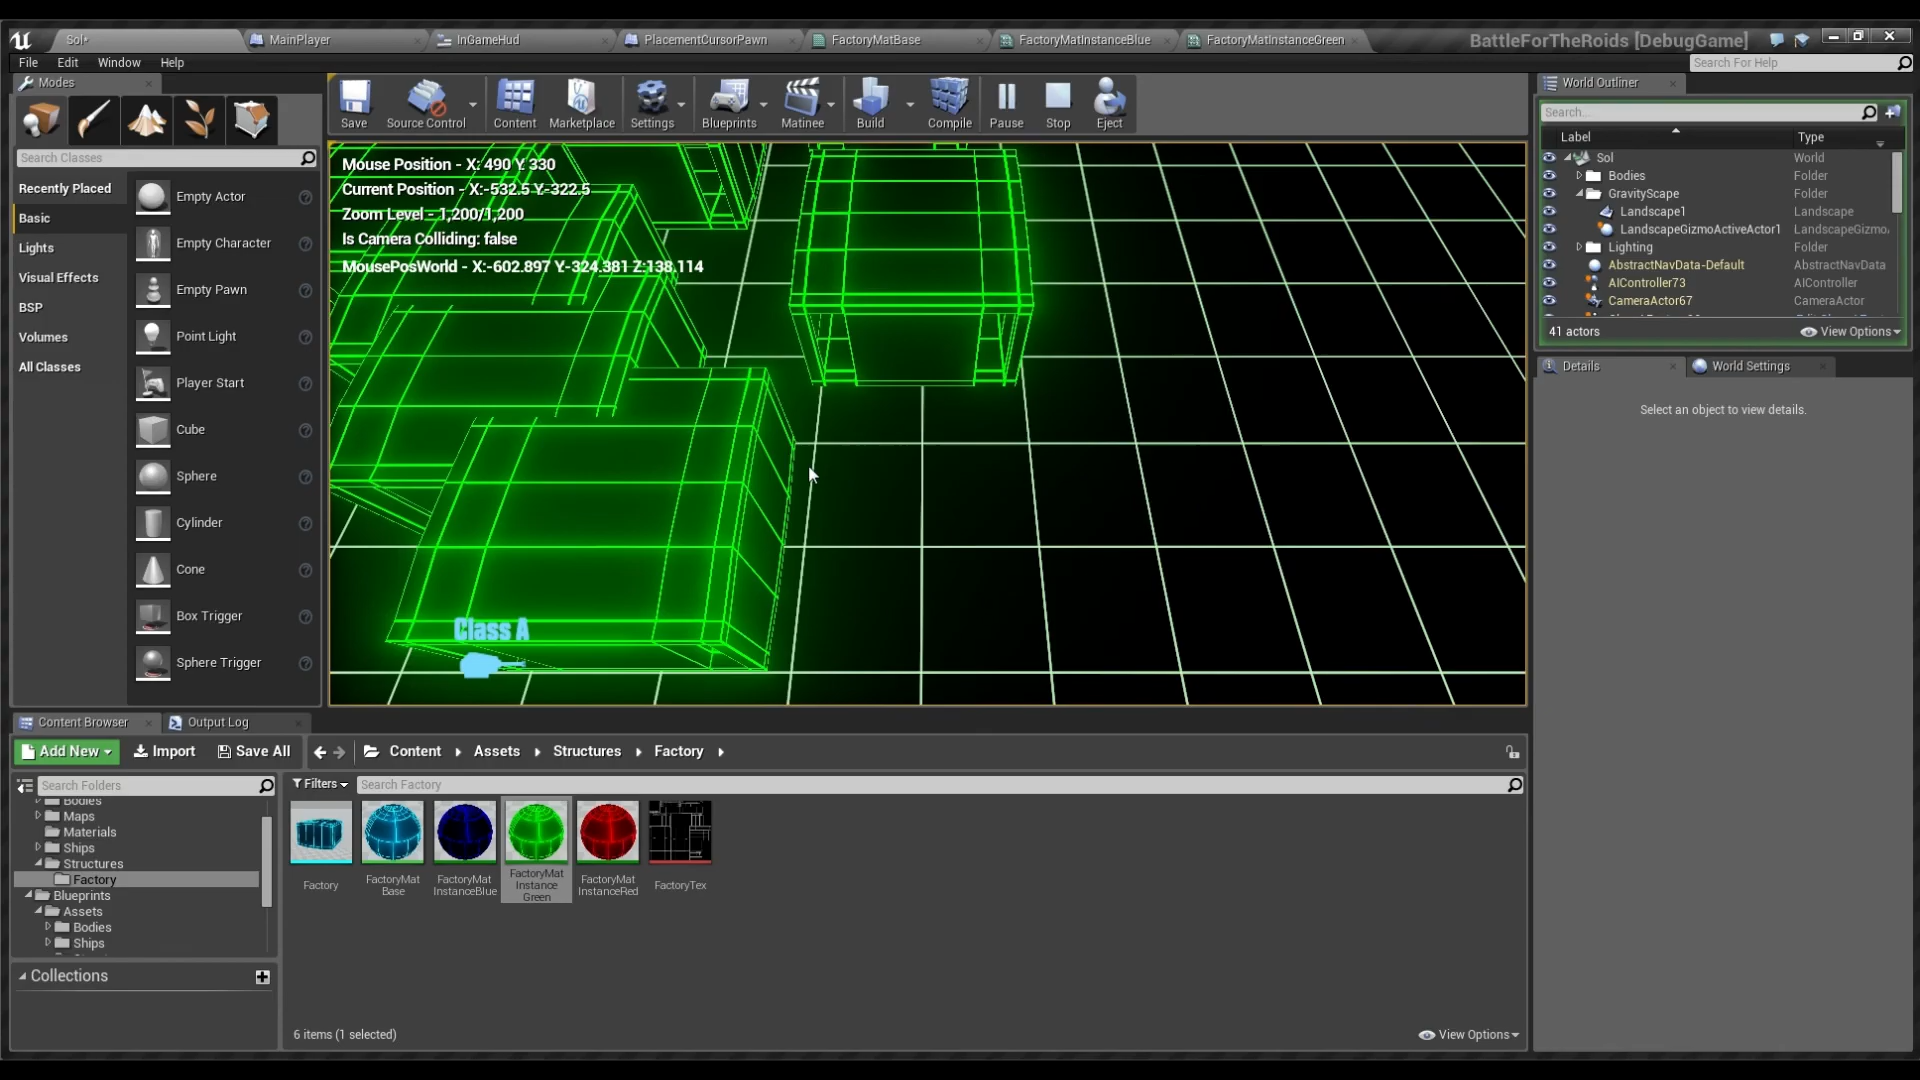 Sol•
MainPlayer
InGameHud
PlacementCursorPawn
FactoryMatBase
FactoryMatInstanceBlue
FactoryMatInstanceGreen
BattleForTheRoids [DebugGame]
File
Edit
Window
Help
Search For Help
Modes
Search Classes
Recently Placed
Basic
Lights
Visual Effects
BSP
Volumes
All Classes
Empty Actor
Empty Character
Empty Pawn
Point Light
Player Start
Cube
Sphere
Cylinder
Cone
Box Trigger
Sphere Trigger
Save
Source Control
Content
Marketplace
Settings
Blueprints
Matinee
Build
Compile
Pause
Stop
Eject
Mouse Position - X: 490 Y 330
Current Position - X:-532.5 Y-322.5
Zoom Level - 1,200/1,200
Is Camera Colliding: false
MousePosWorld - X:-602.897 Y-324.381 Z:138.114
Class A
World Outliner
Search...
Label
Type
Sol
World
Bodies
Folder
GravityScape
Folder
Landscape1
Landscape
LandscapeGizmoActiveActor1
LandscapeGizmo
Lighting
Folder
AbstractNavData-Default
AbstractNavData
AIController73
AIController
CameraActor67
CameraActor
41 actors
View Options
Details
World Settings
Select an object to view details.
Content Browser
Output Log
Add New
Import
Save All
Content
Assets
Structures
Factory
Search Folders
Bodies
Maps
Materials
Ships
Structures
Factory
Blueprints
Assets
Bodies
Ships
Collections
Filters
Search Factory
Factory
FactoryMat
Base
FactoryMat
InstanceBlue
FactoryMat
Instance
Green
FactoryMat
InstanceRed
FactoryTex
6 items (1 selected)
View Options